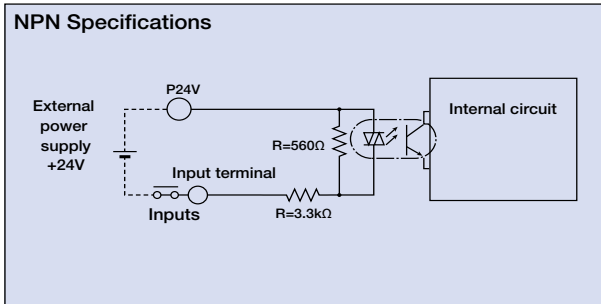 NPN Specifications
P24V
External
power
supply
+24V
Internal circuit
R=560Ω
Input terminal
Inputs
R=3.3kΩ